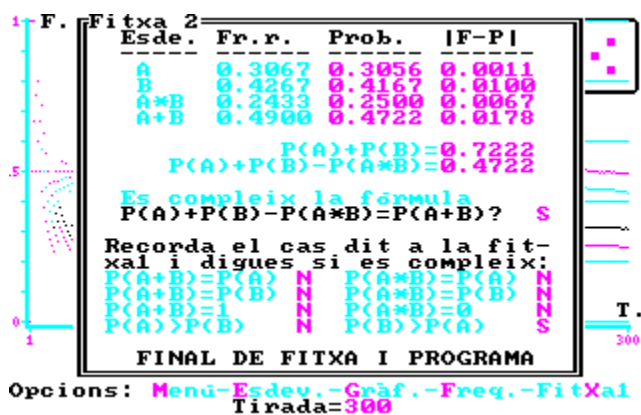 1 F. Fitxa 2
Esde. Fr.r. Prob. |F-P|
A 0.3067 0.3056 0.0011
B 0.4267 0.4167 0.0100
A*B 0.2433 0.2500 0.0067
A+B 0.4900 0.4722 0.0178
P(A)+P(B)=0.7222
.5 P(A)+P(B)-P(A*B)=0.4722
Es compleix la fórmula
P(A)+P(B)-P(A*B)=P(A+B)? S
Recorda el cas dit a la fit-
xa1 i digues si es compleix:
P(A+B)=P(A) N P(A*B)=P(A) N
P(A+B)=P(B) N P(A*B)=P(B) N
P(A+B)=1 N P(A*B)=0 N T.
0 P(A)>P(B) N P(B)>P(A) S
1 300
FINAL DE FITXA I PROGRAMA
Opcions: Menú-Esdev.-Gràf.-Freq.-FitXa1
Tirada=300